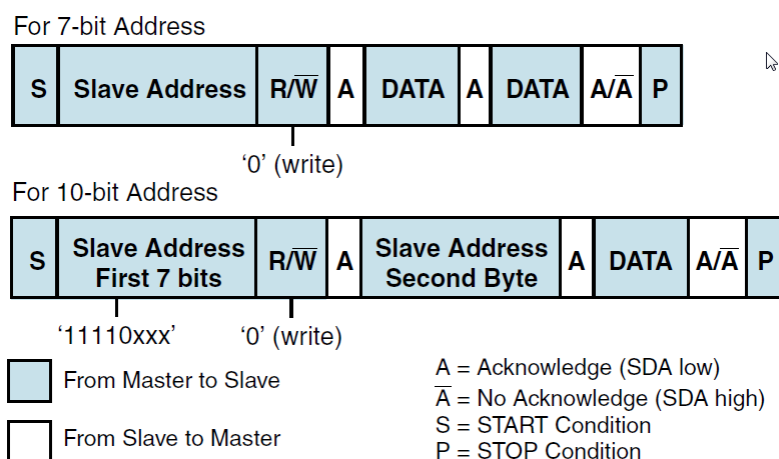 For 7-bit Address
S Slave Address R/W̅ A DATA A DATA A/A̅ P
‘0’ (write)
For 10-bit Address
S Slave Address First 7 bits R/W̅ A Slave Address Second Byte A DATA A/A̅ P
‘11110xxx’ ‘0’ (write)
From Master to Slave
From Slave to Master
A = Acknowledge (SDA low)
A̅ = No Acknowledge (SDA high)
S = START Condition
P = STOP Condition